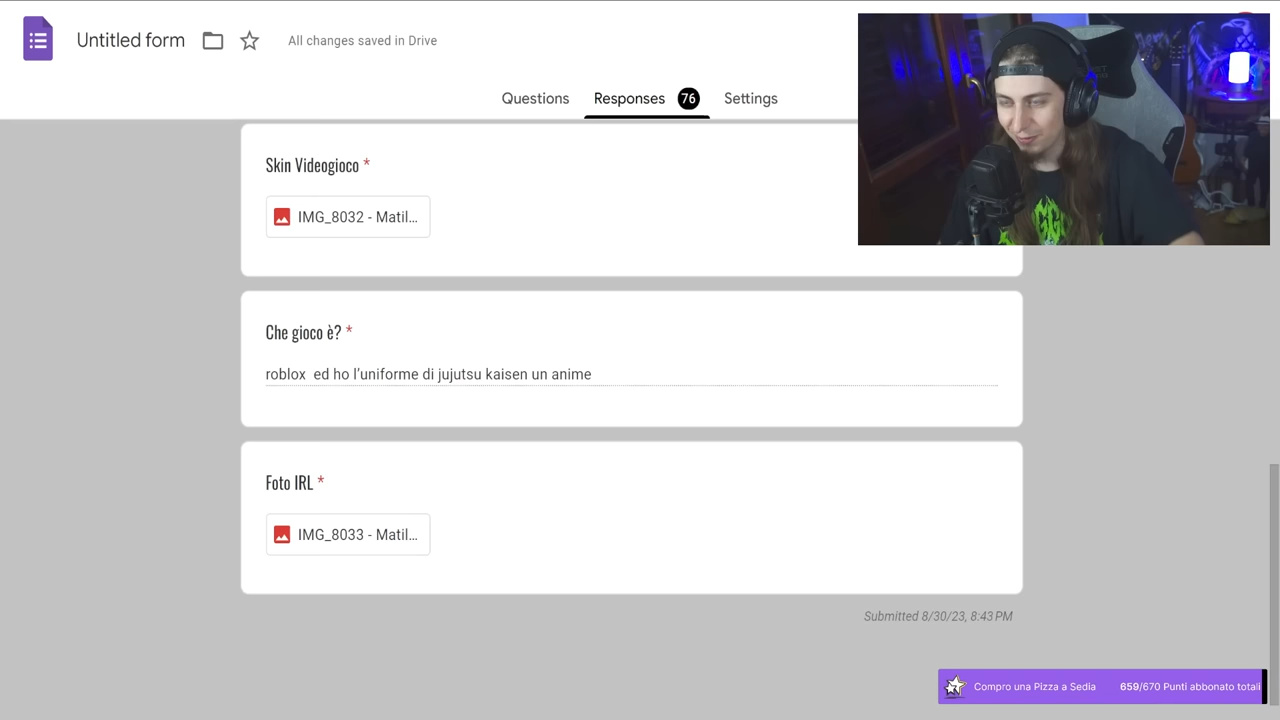 Untitled form
All changes saved in Drive
Questions
Responses 76
Settings
Skin Videogioco *
IMG_8032 - Matil...
Che gioco è? *
roblox  ed ho l'uniforme di jujutsu kaisen un anime
Foto IRL *
IMG_8033 - Matil...
Submitted 8/30/23, 8:43 PM
Compro una Pizza a Sedia 659/670 Punti abbonato totali